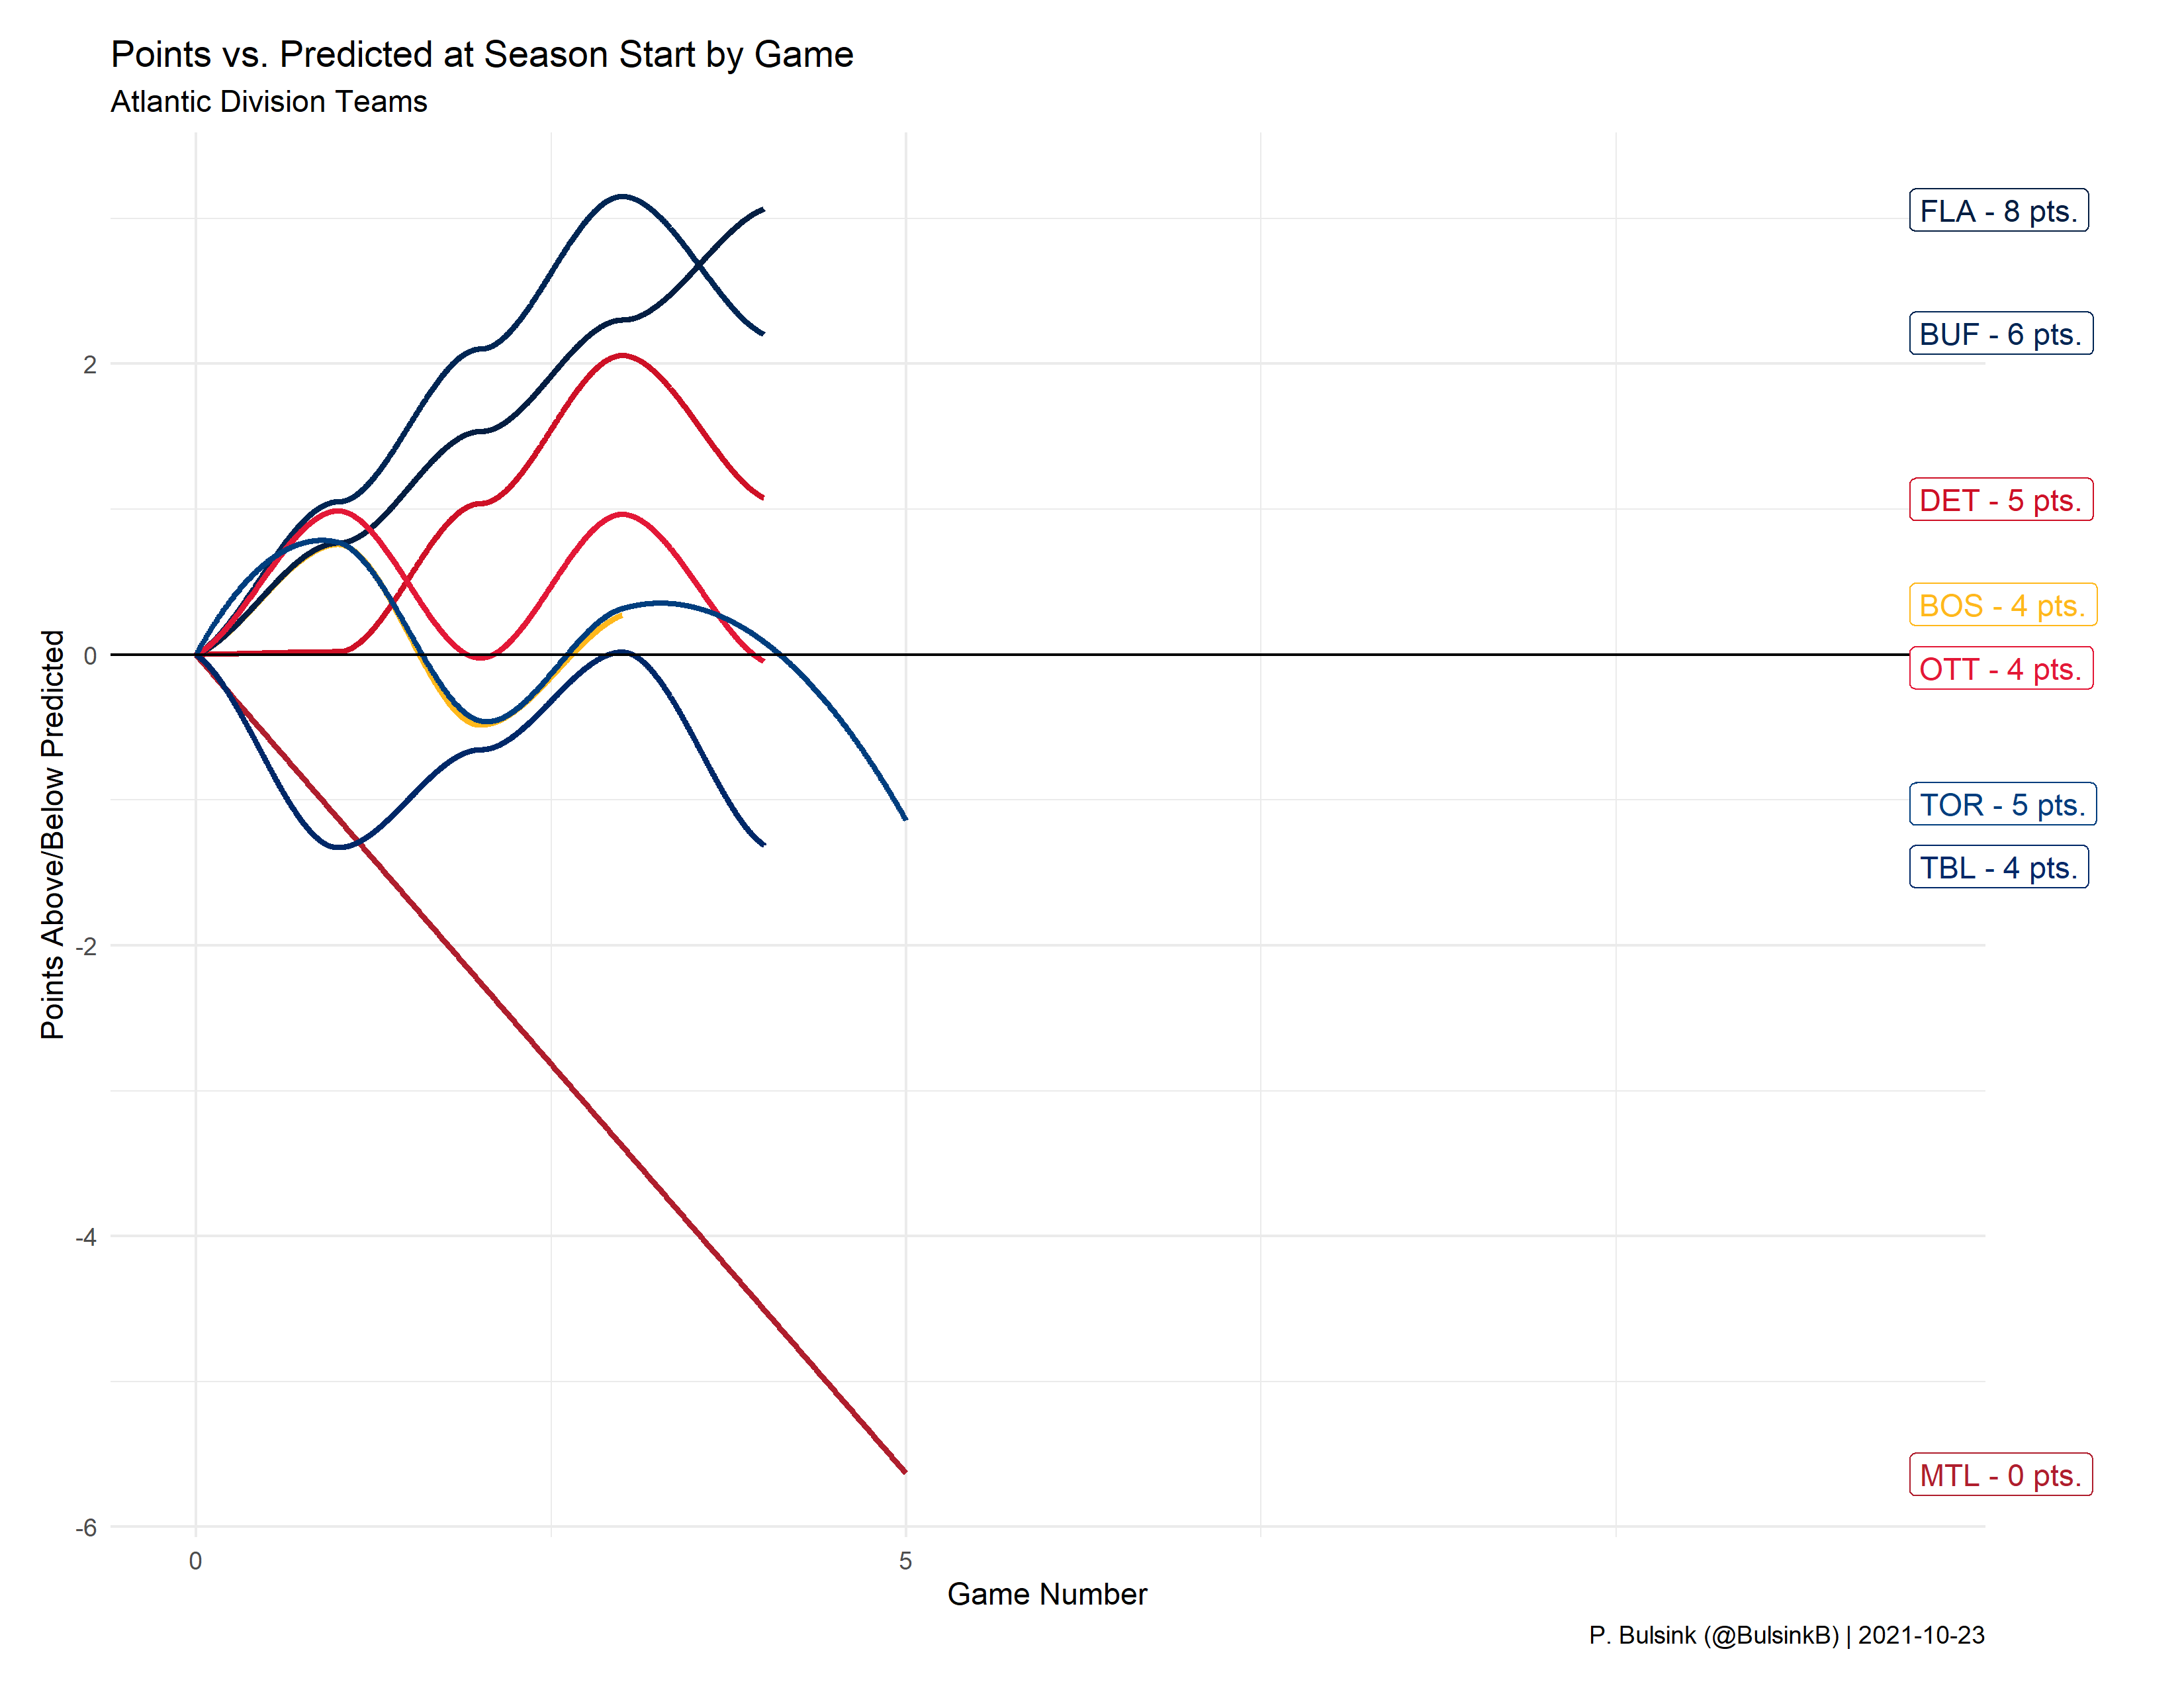 Points vs. Predicted at Season Start by Game
Atlantic Division Teams
Points Above/Below Predicted
2
0
-2
-4
-6
0
5
Game Number
FLA - 8 pts.
BUF - 6 pts.
DET - 5 pts.
BOS - 4 pts.
OTT - 4 pts.
TOR - 5 pts.
TBL - 4 pts.
MTL - 0 pts.
P. Bulsink (@BulsinkB) | 2021-10-23